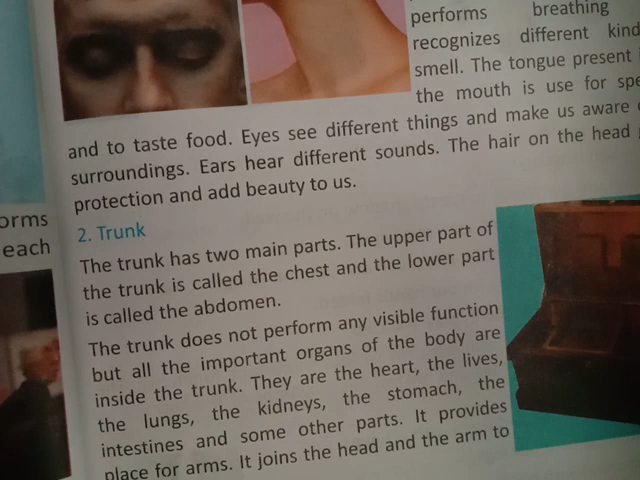 performs breathing
recognizes different
smell. The tongue present
the mouth is use for
and to taste food. Eyes see different things and make us aware
surroundings. Ears hear different sounds. The hair on the head
protection and add beauty to us.
orms
each
2. Trunk
The trunk has two main parts. The upper part of
the trunk is called the chest and the lower part
is called the abdomen.
The trunk does not perform any visible function
but all the important organs of the body are
inside the trunk. They are the heart, the lives,
the lungs, the kidneys, the stomach, the
intestines and some other parts. It provides
place for arms. It joins the head and the arm to